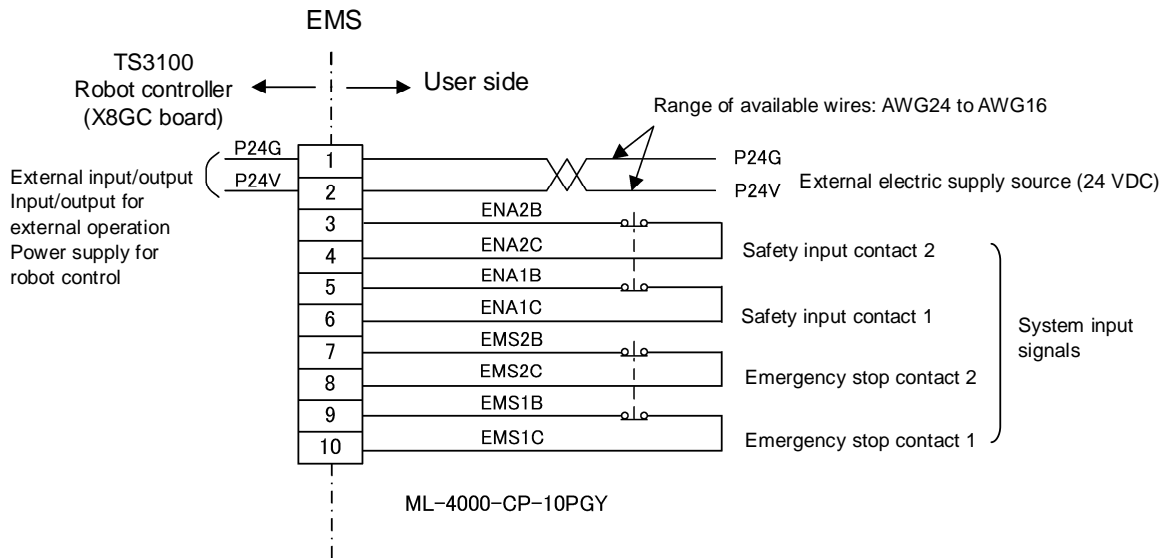 EMS
TS3100
Robot controller
(X8GC board)
User side
Range of available wires: AWG24 to AWG16
External input/output
Input/output for
external operation
Power supply for
robot control
P24G
P24V
1
2
3
4
5
6
7
8
9
10
ENA2B
ENA2C
ENA1B
ENA1C
EMS2B
EMS2C
EMS1B
EMS1C
P24G
P24V
External electric supply source (24 VDC)
Safety input contact 2
Safety input contact 1
Emergency stop contact 2
Emergency stop contact 1
System input
signals
ML-4000-CP-10PGY